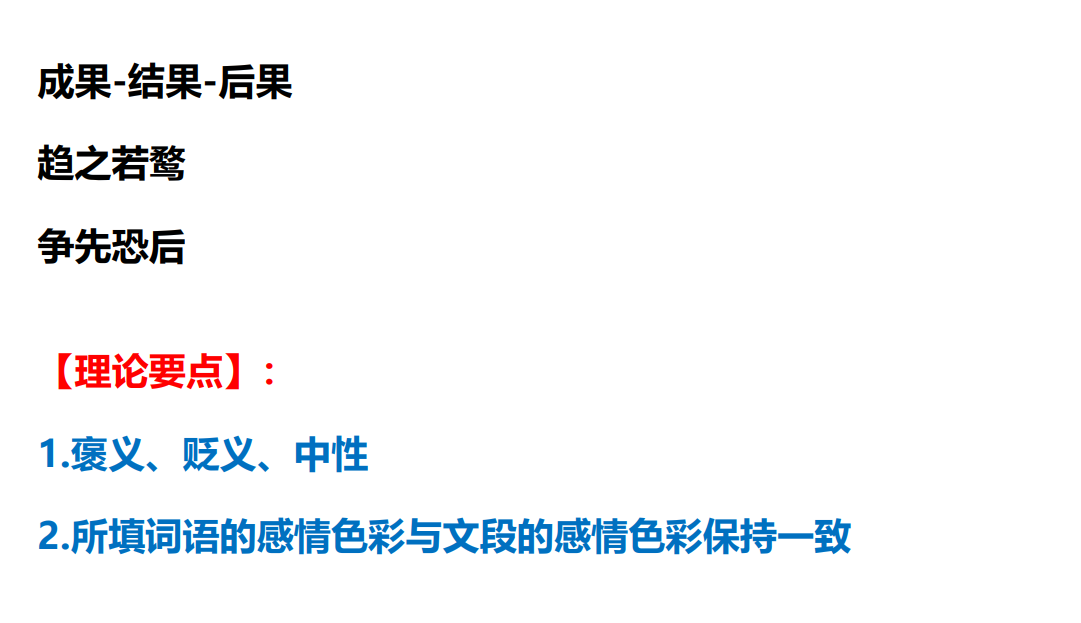 成果-结果-后果
趋之若鹜
争先恐后
【理论要点】：
1.褒义、贬义、中性
2.所填词语的感情色彩与文段的感情色彩保持一致